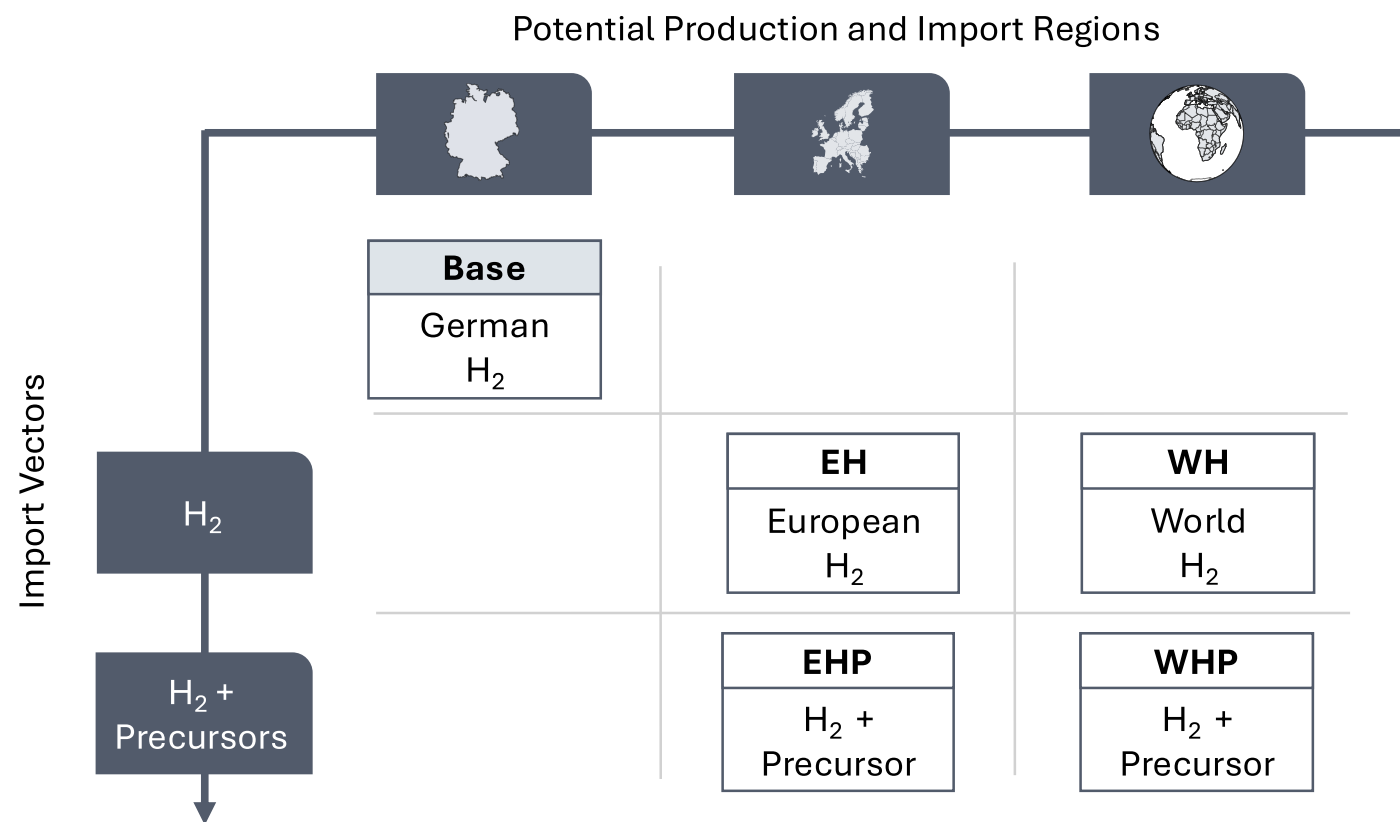 Potential Production and Import Regions
Base
German
H₂
Import Vectors
H₂
EH
European
H₂
WH
World
H₂
H₂ +
Precursors
EHP
H₂ +
Precursor
WHP
H₂ +
Precursor